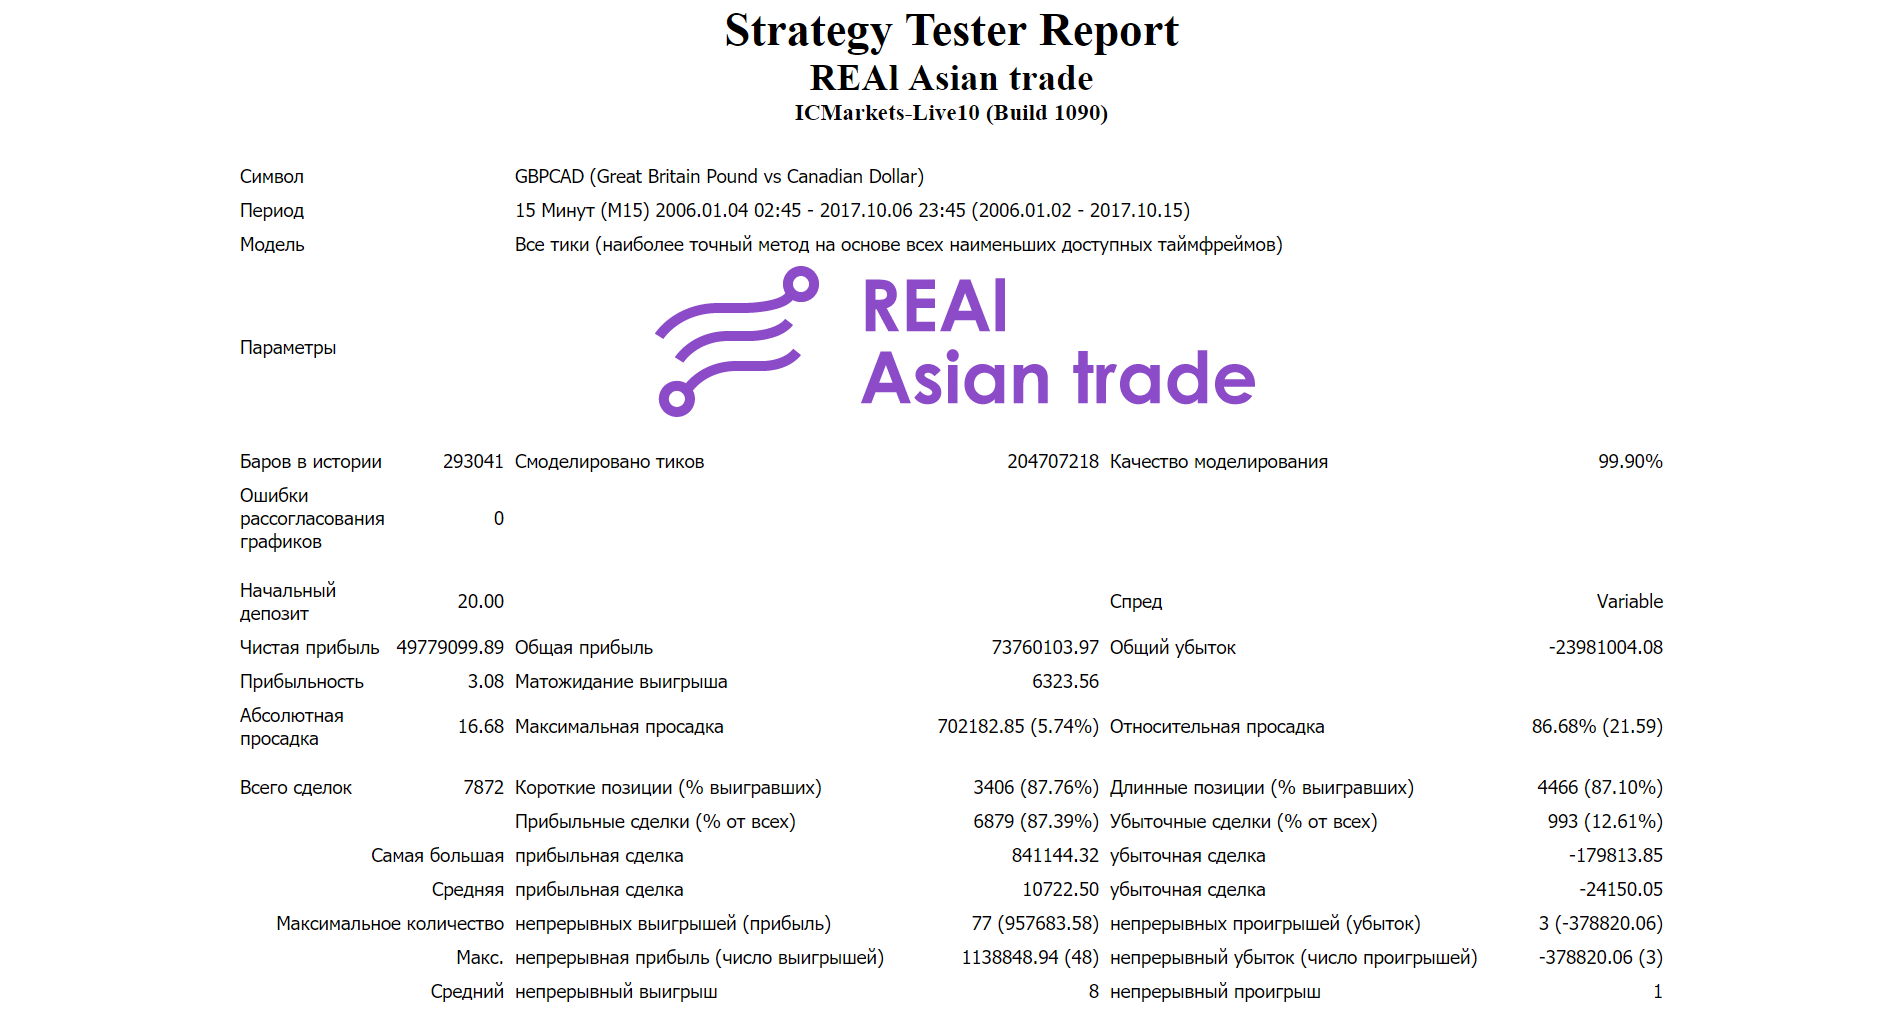 Strategy Tester Report
REAl Asian trade
ICMarkets-Live10 (Build 1090)
Символ GBPCAD (Great Britain Pound vs Canadian Dollar)
Период 15 Минут (M15) 2006.01.04 02:45 - 2017.10.06 23:45 (2006.01.02 - 2017.10.15)
Модель Все тики (наиболее точный метод на основе всех наименьших доступных таймфреймов)
Параметры
REAl
Asian trade
Баров в истории 293041 Смоделировано тиков 204707218 Качество моделирования 99.90%
Ошибки
рассогласования 0
графиков
Начальный
депозит 20.00 Спред Variable
Чистая прибыль 49779099.89 Общая прибыль 73760103.97 Общий убыток -23981004.08
Прибыльность 3.08 Матожидание выигрыша 6323.56
Абсолютная
просадка 16.68 Максимальная просадка 702182.85 (5.74%) Относительная просадка 86.68% (21.59)
Всего сделок 7872 Короткие позиции (% выигравших) 3406 (87.76%) Длинные позиции (% выигравших) 4466 (87.10%)
Прибыльные сделки (% от всех) 6879 (87.39%) Убыточные сделки (% от всех) 993 (12.61%)
Самая большая прибыльная сделка 841144.32 убыточная сделка -179813.85
Средняя прибыльная сделка 10722.50 убыточная сделка -24150.05
Максимальное количество непрерывных выигрышей (прибыль) 77 (957683.58) непрерывных проигрышей (убыток) 3 (-378820.06)
Макс. непрерывная прибыль (число выигрышей) 1138848.94 (48) непрерывный убыток (число проигрышей) -378820.06 (3)
Средний непрерывный выигрыш 8 непрерывный проигрыш 1